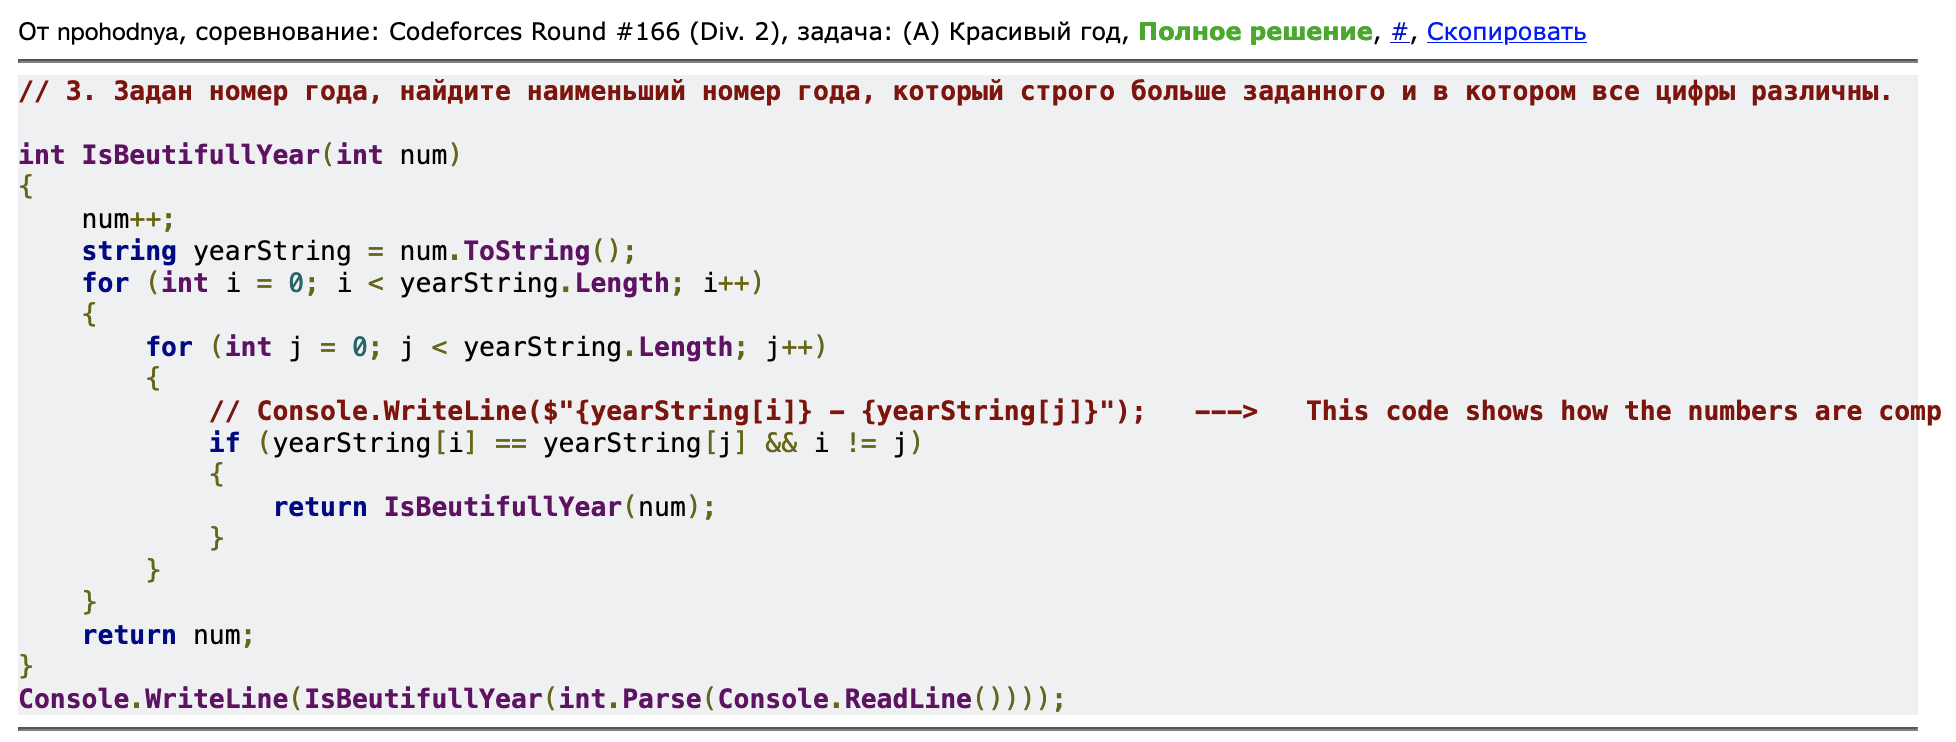 От npohodnya, соревнование: Codeforces Round #166 (Div. 2), задача: (A) Красивый год, Полное решение, #, Скопировать
// 3. Задан номер года, найдите наименьший номер года, который строго больше заданного и в котором все цифры различны.
int IsBeutifullYear(int num)
{
    num++;
    string yearString = num.ToString();
    for (int i = 0; i < yearString.Length; i++)
    {
        for (int j = 0; j < yearString.Length; j++)
        {
            // Console.WriteLine($"{yearString[i]} - {yearString[j]}");   --->   This code shows how the numbers are comp
            if (yearString[i] == yearString[j] && i != j)
            {
                return IsBeutifullYear(num);
            }
        }
    }
    return num;
}
Console.WriteLine(IsBeutifullYear(int.Parse(Console.ReadLine())));